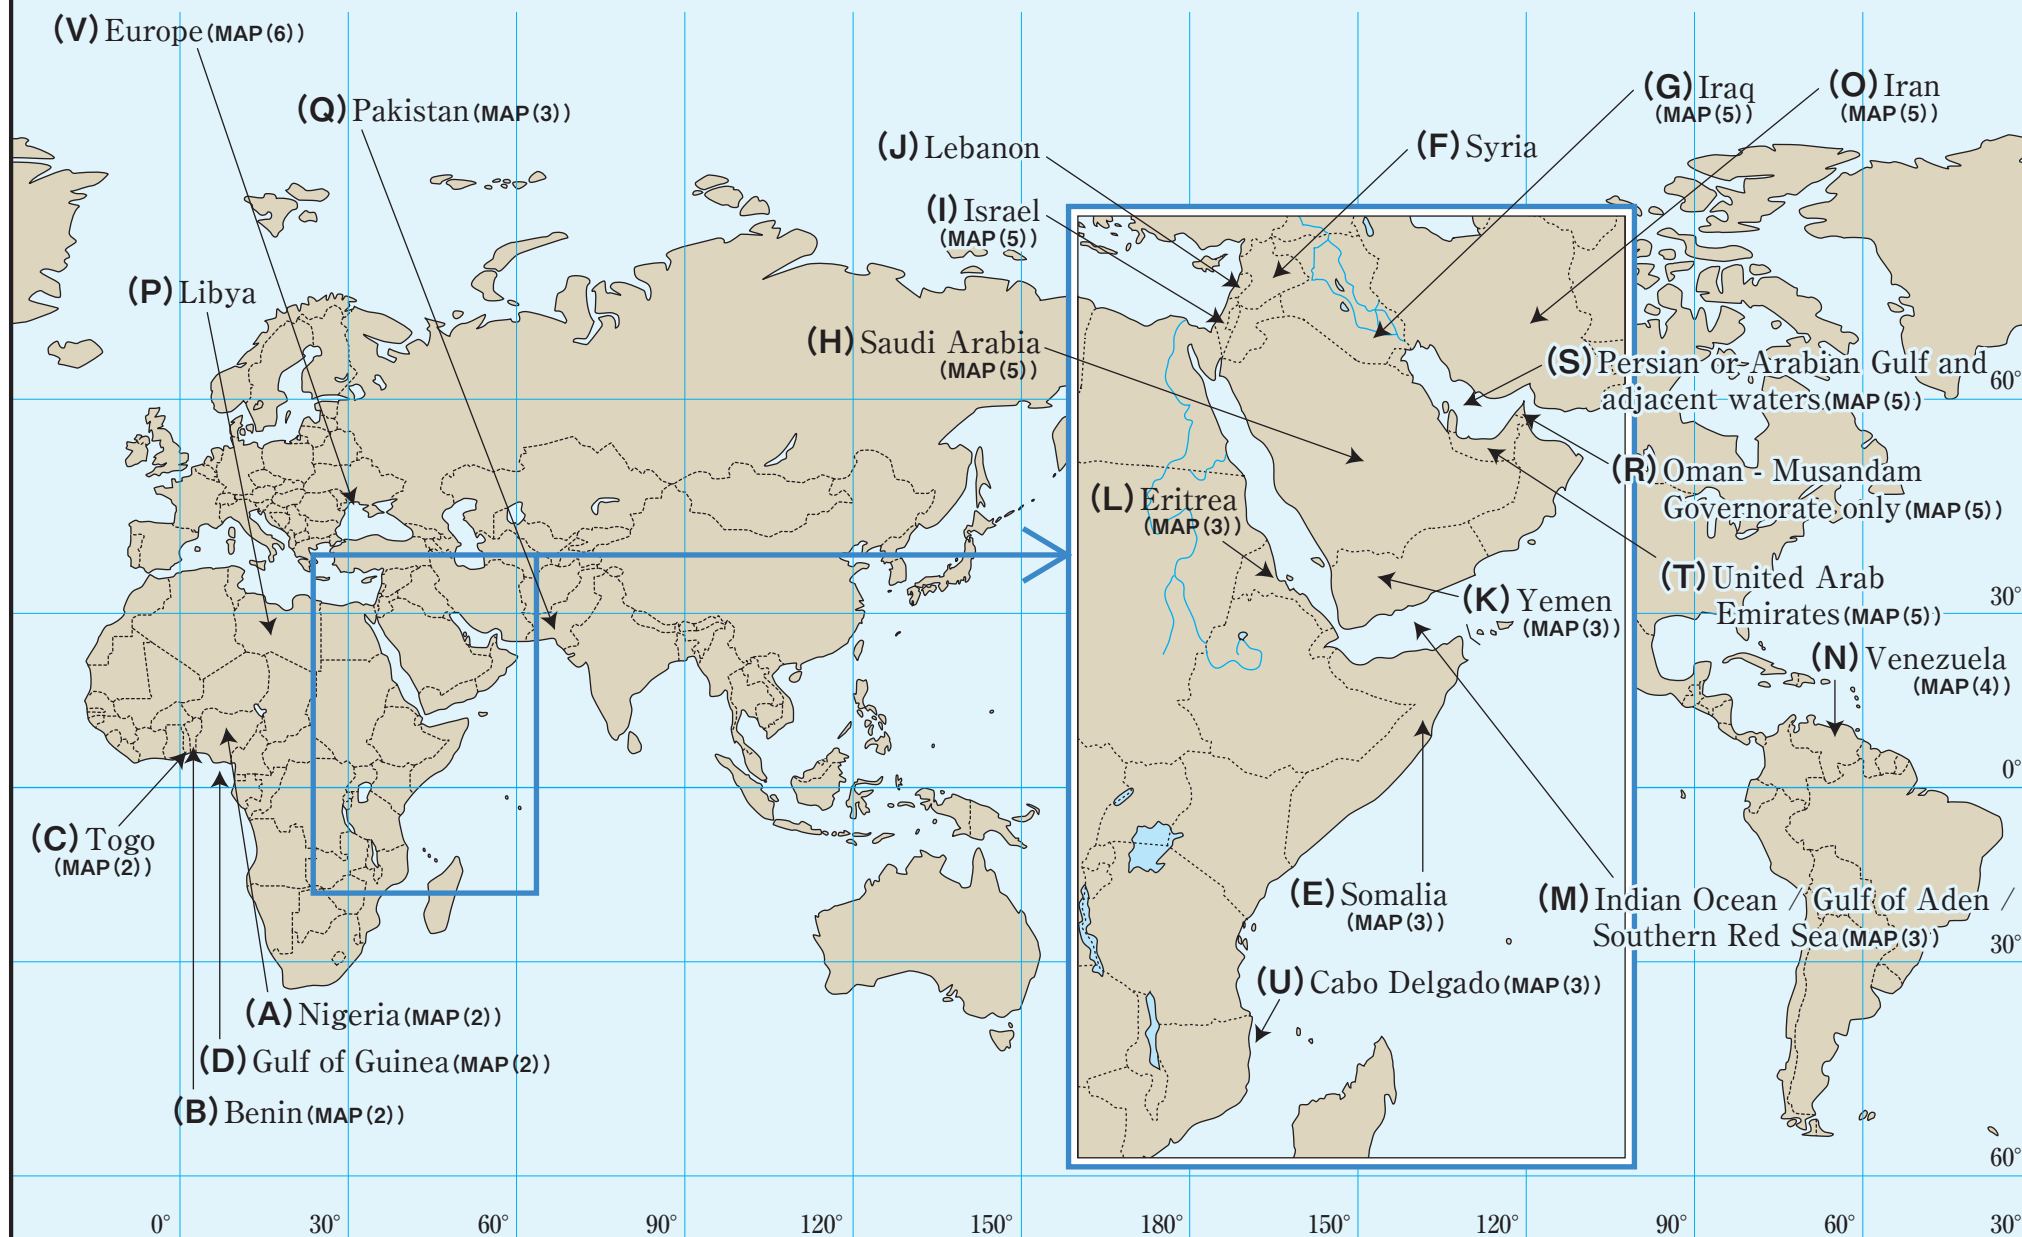 (V) Europe (MAP(6))
(Q) Pakistan (MAP(3))
(G) Iraq
(MAP(5))
(O) Iran
(MAP(5))
(J) Lebanon
(F) Syria
(I) Israel
(MAP(5))
(P) Libya
(H) Saudi Arabia
(MAP(5))
(S) Persian or Arabian Gulf and
adjacent waters (MAP(5))
60°
(R) Oman - Musandam
Governorate only (MAP(5))
(L) Eritrea
(MAP(3))
(T) United Arab
Emirates (MAP(5))
30°
(K) Yemen
(MAP(3))
(N) Venezuela
(MAP(4))
0°
(C) Togo
(MAP(2))
(E) Somalia
(MAP(3))
(M) Indian Ocean / Gulf of Aden /
Southern Red Sea (MAP(3))
30°
(U) Cabo Delgado (MAP(3))
(A) Nigeria (MAP(2))
(D) Gulf of Guinea (MAP(2))
(B) Benin (MAP(2))
60°
0° 30° 60° 90° 120° 150° 180° 150° 120° 90° 60° 30°